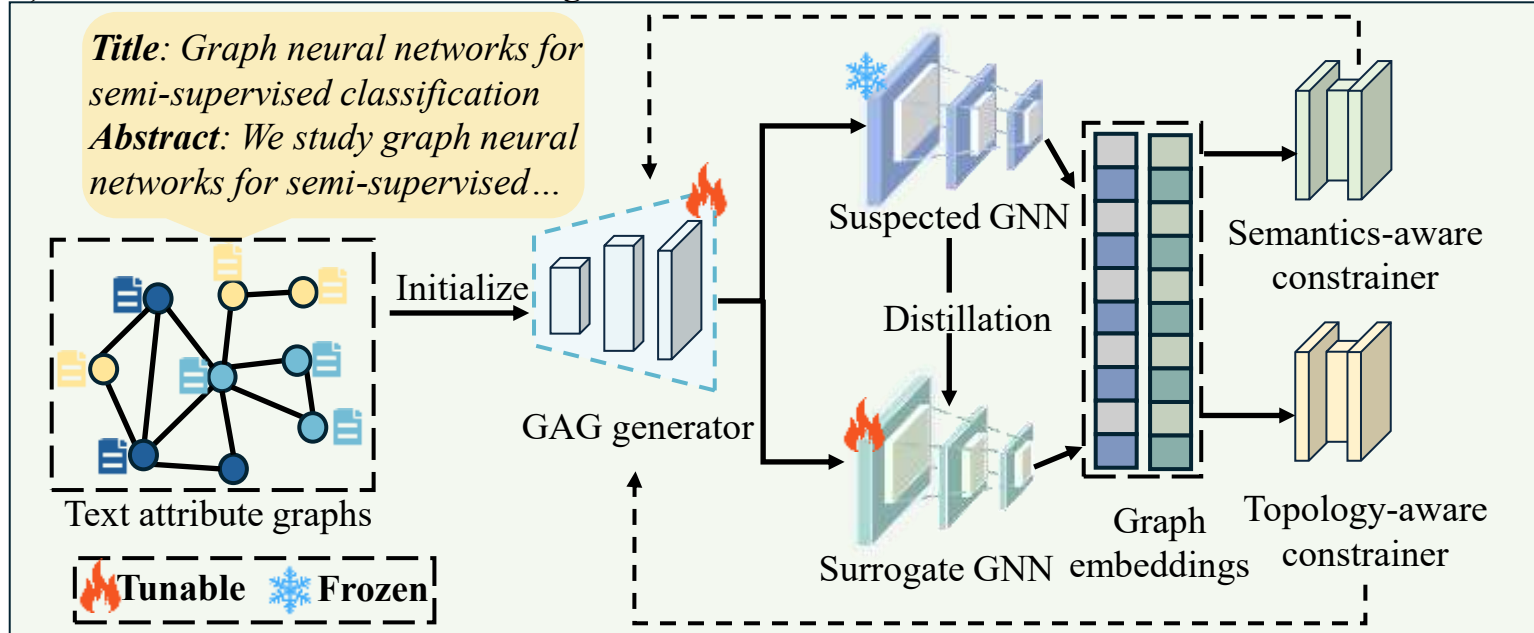 Title: Graph neural networks for
semi-supervised classification
Abstract: We study graph neural
networks for semi-supervised…
Initialize
GAG generator
Text attribute graphs
Tunable
Frozen
Suspected GNN
Distillation
Surrogate GNN
Graph
embeddings
Semantics-aware
constrainer
Topology-aware
constrainer